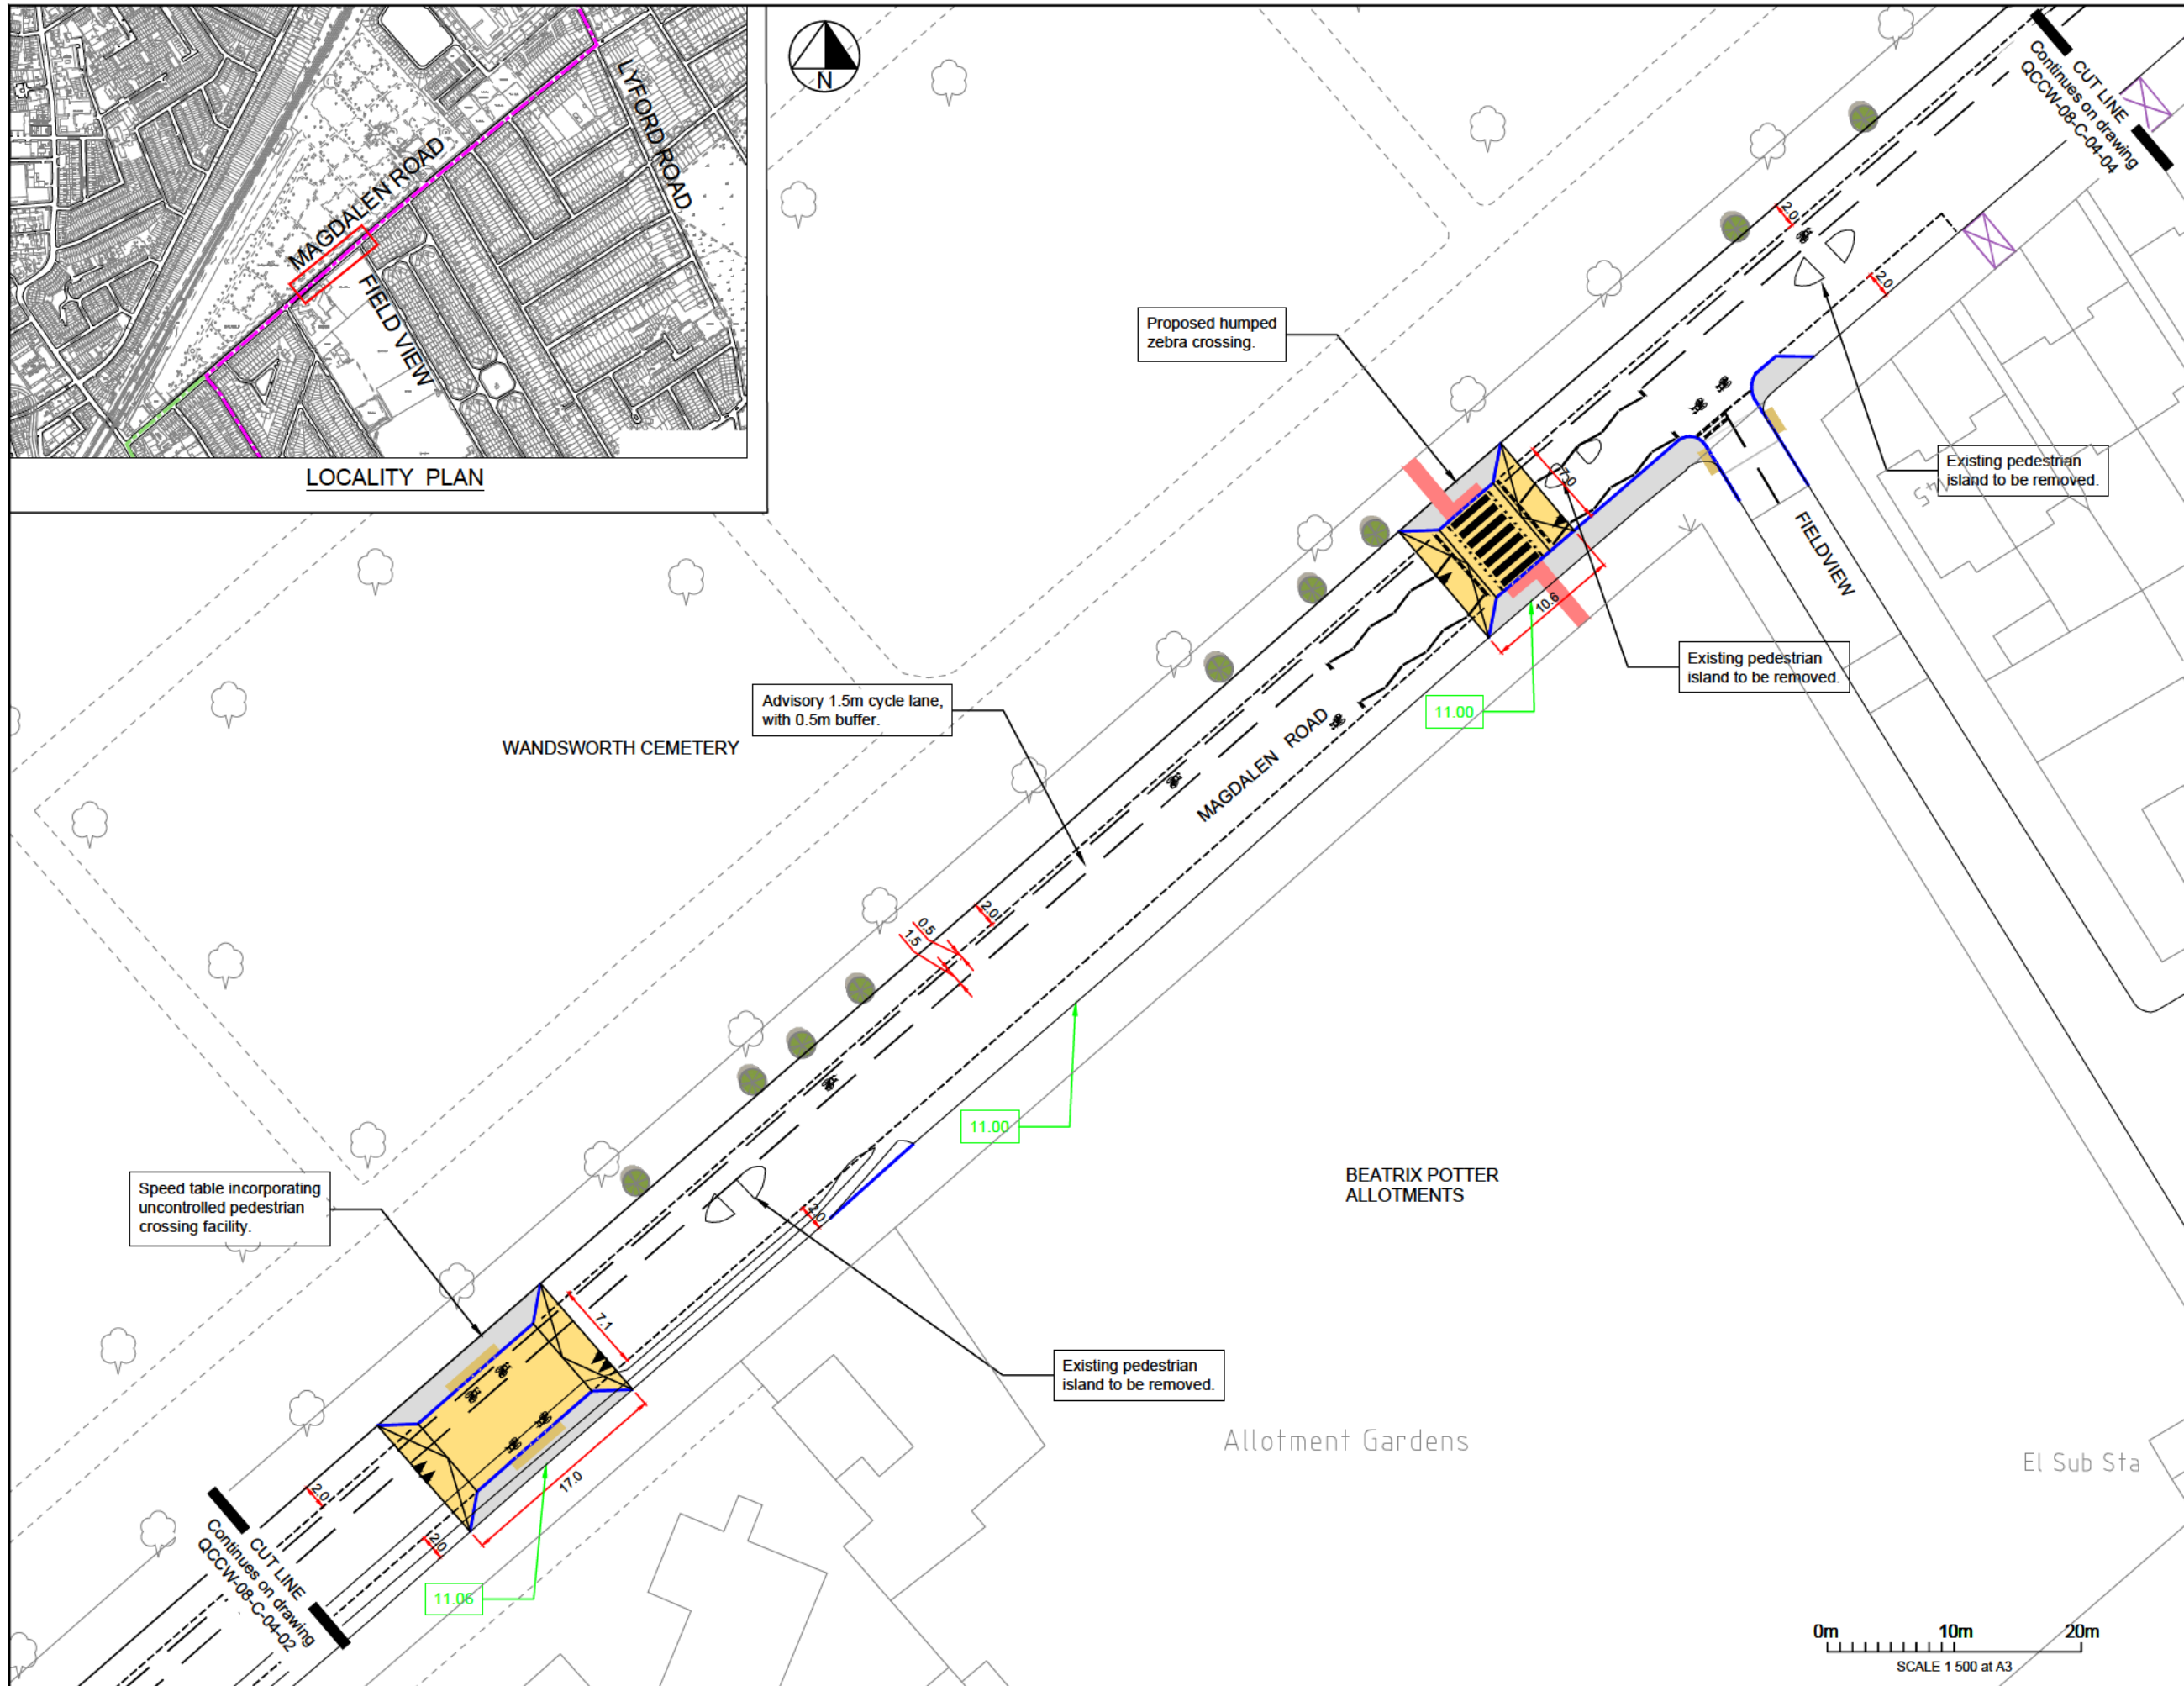 MAGDALEN ROAD
LYFORD ROAD
FIELD VIEW
LOCALITY PLAN
N
CUT LINE
Continues on drawing
QCCW-08-C-04-04
2.0
2.0
Proposed humped
zebra crossing.
Existing pedestrian
island to be removed.
7.0
FIELDVIEW
10.6
Existing pedestrian
island to be removed.
11.00
Advisory 1.5m cycle lane,
with 0.5m buffer.
WANDSWORTH CEMETERY
MAGDALEN ROAD
2.0
0.5
1.5
11.00
BEATRIX POTTER
ALLOTMENTS
Speed table incorporating
uncontrolled pedestrian
crossing facility.
2.0
7.1
Existing pedestrian
island to be removed.
17.0
Allotment Gardens
El Sub Sta
2.0
2.0
CUT LINE
Continues on drawing
QCCW-08-C-04-02
11.06
0m 10m 20m
SCALE 1 500 at A3